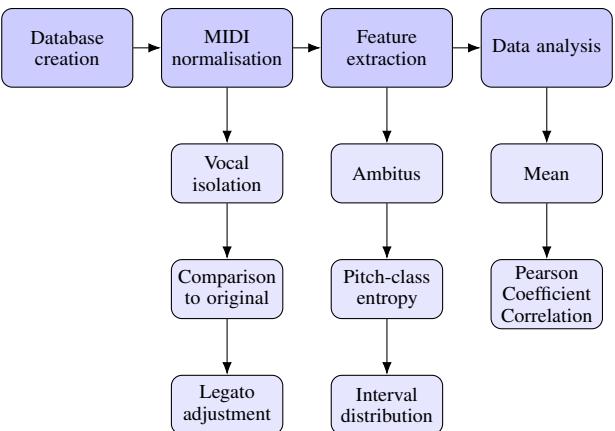 Database
creation
MIDI
normalisation
Feature
extraction
Data analysis
Vocal
isolation
Ambitus
Mean
Comparison
to original
Pitch-class
entropy
Pearson
Coefficient
Correlation
Legato
adjustment
Interval
distribution